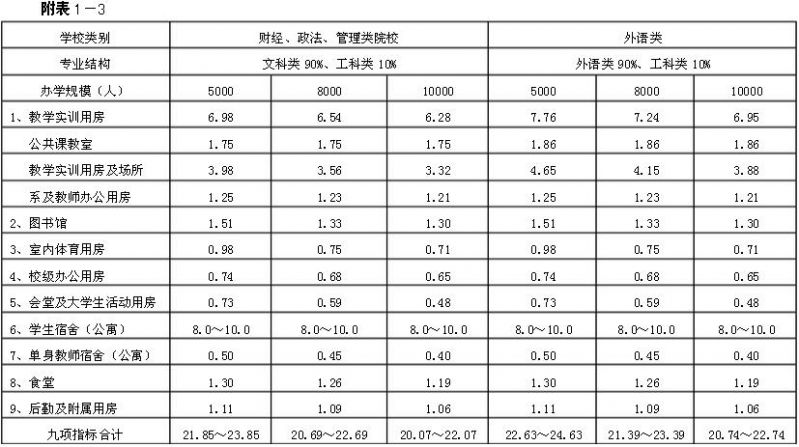 附表1－3
学校类别 财经、政法、管理类院校 外语类
专业结构 文科类 90%、工科类 10% 外语类 90%、工科类 10%
办学规模（人） 5000 8000 10000 5000 8000 10000
1、教学实训用房 6.98 6.54 6.28 7.76 7.24 6.95
公共课教室 1.75 1.75 1.75 1.86 1.86 1.86
教学实训用房及场所 3.98 3.56 3.32 4.65 4.15 3.88
系及教师办公用房 1.25 1.23 1.21 1.25 1.23 1.21
2、图书馆 1.51 1.33 1.30 1.51 1.33 1.30
3、室内体育用房 0.98 0.75 0.71 0.98 0.75 0.71
4、校级办公用房 0.74 0.68 0.65 0.74 0.68 0.65
5、会堂及大学生活动用房 0.73 0.59 0.48 0.73 0.59 0.48
6、学生宿舍（公寓） 8.0～10.0 8.0～10.0 8.0～10.0 8.0～10.0 8.0～10.0 8.0～10.0
7、单身教师宿舍（公寓） 0.50 0.45 0.40 0.50 0.45 0.40
8、食堂 1.30 1.26 1.19 1.30 1.26 1.19
9、后勤及附属用房 1.11 1.09 1.06 1.11 1.09 1.06
九项指标合计 21.85～23.85 20.69～22.69 20.07～22.07 22.63～24.63 21.39～23.39 20.74～22.74